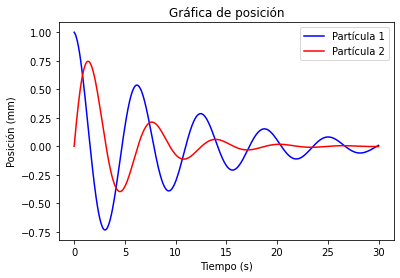 Gráfica de posición
Partícula 1
Partícula 2
Posición (mm)
1.00
0.75
0.50
0.25
0.00
−0.25
−0.50
−0.75
0 5 10 15 20 25 30
Tiempo (s)